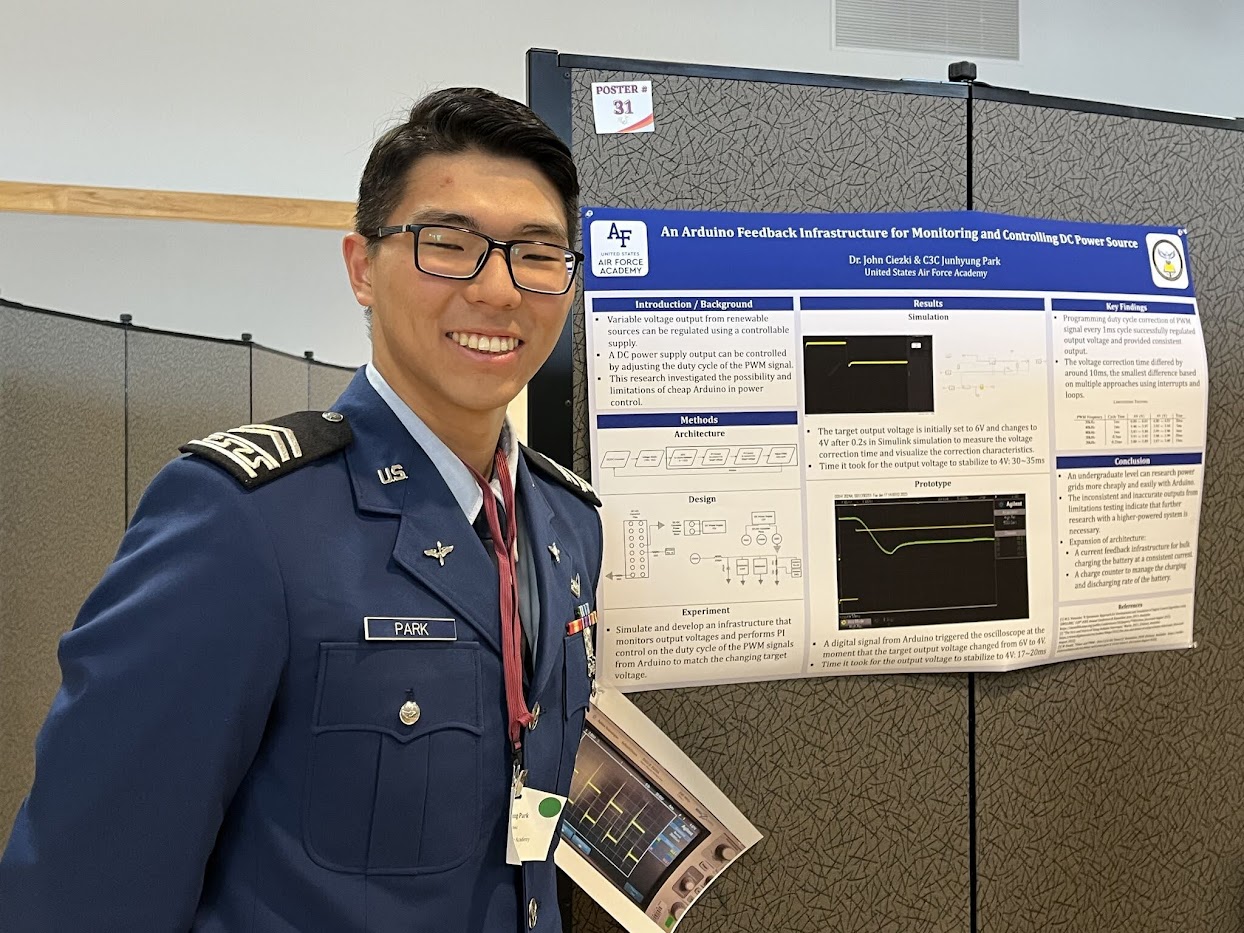 POSTER #
31
AF
UNITED STATES
AIR FORCE
ACADEMY
An Arduino Feedback Infrastructure for Monitoring and Controlling DC Power Source
Dr. John Ciezki & C3C Junhyung Park
United States Air Force Academy
Introduction / Background
• Variable voltage output from renewable
sources can be regulated using a controllable
supply.
• A DC power supply output can be controlled
by adjusting the duty cycle of the PWM signal.
• This research investigated the possibility and
limitations of cheap Arduino in power
control.
Methods
Architecture
Design
Experiment
• Simulate and develop an infrastructure that
monitors output voltages and performs PI
control on the duty cycle of the PWM signals
from Arduino to match the changing target
voltage.
Results
Simulation
• The target output voltage is initially set to 6V and changes to
4V after 0.2s in Simulink simulation to measure the voltage
correction time and visualize the correction characteristics.
• Time it took for the output voltage to stabilize to 4V: 30~35ms
Prototype
Agilent
• A digital signal from Arduino triggered the oscilloscope at the
moment that the target output voltage changed from 6V to 4V.
• Time it took for the output voltage to stabilize to 4V: 17~20ms
Key Findings
• Programming duty cycle correction of PWM
signal every 1ms cycle successfully regulated
output voltage and provided consistent
output.
• The voltage correction time differed by
around 10ms, the smallest difference based
on multiple approaches using interrupts and
loops.
Conclusion
• An undergraduate level can research power
grids more cheaply and easily with Arduino.
• The inconsistent and inaccurate outputs from
limitations testing indicate that further
research with a higher-powered system is
necessary.
• Expansion of architecture:
• A current feedback infrastructure for bulk
charging the battery at a consistent current.
• A charge counter to manage the charging
and discharging rate of the battery.
References
U.S.
PARK
ng Park
Academy